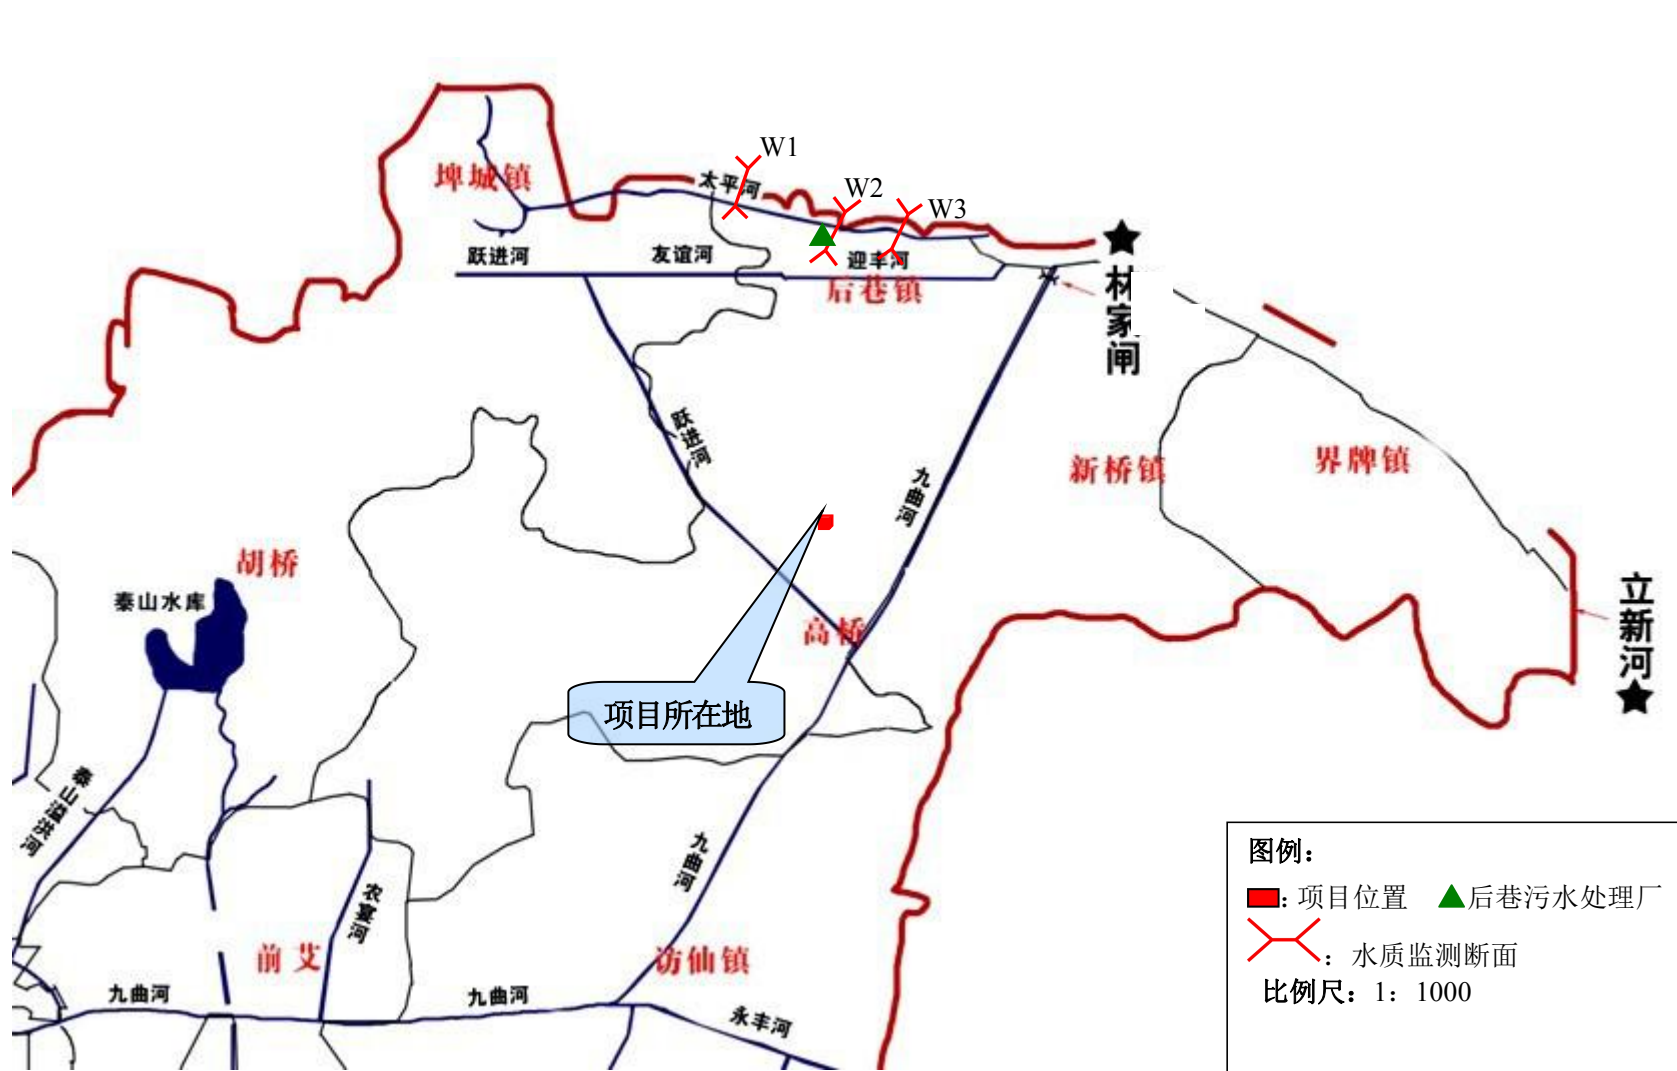 W1
埤城镇
太平河
W2
W3
跃进河
友谊河
迎丰河
后巷镇
林家闸
跃进河
九曲河
新桥镇
界牌镇
胡桥
泰山水库
高桥
立新河
项目所在地
泰山溢洪河
九曲河
农宴河
前艾
访仙镇
九曲河
九曲河
永丰河
图例：
：项目位置 后巷污水处理厂
：水质监测断面
比例尺：1：1000